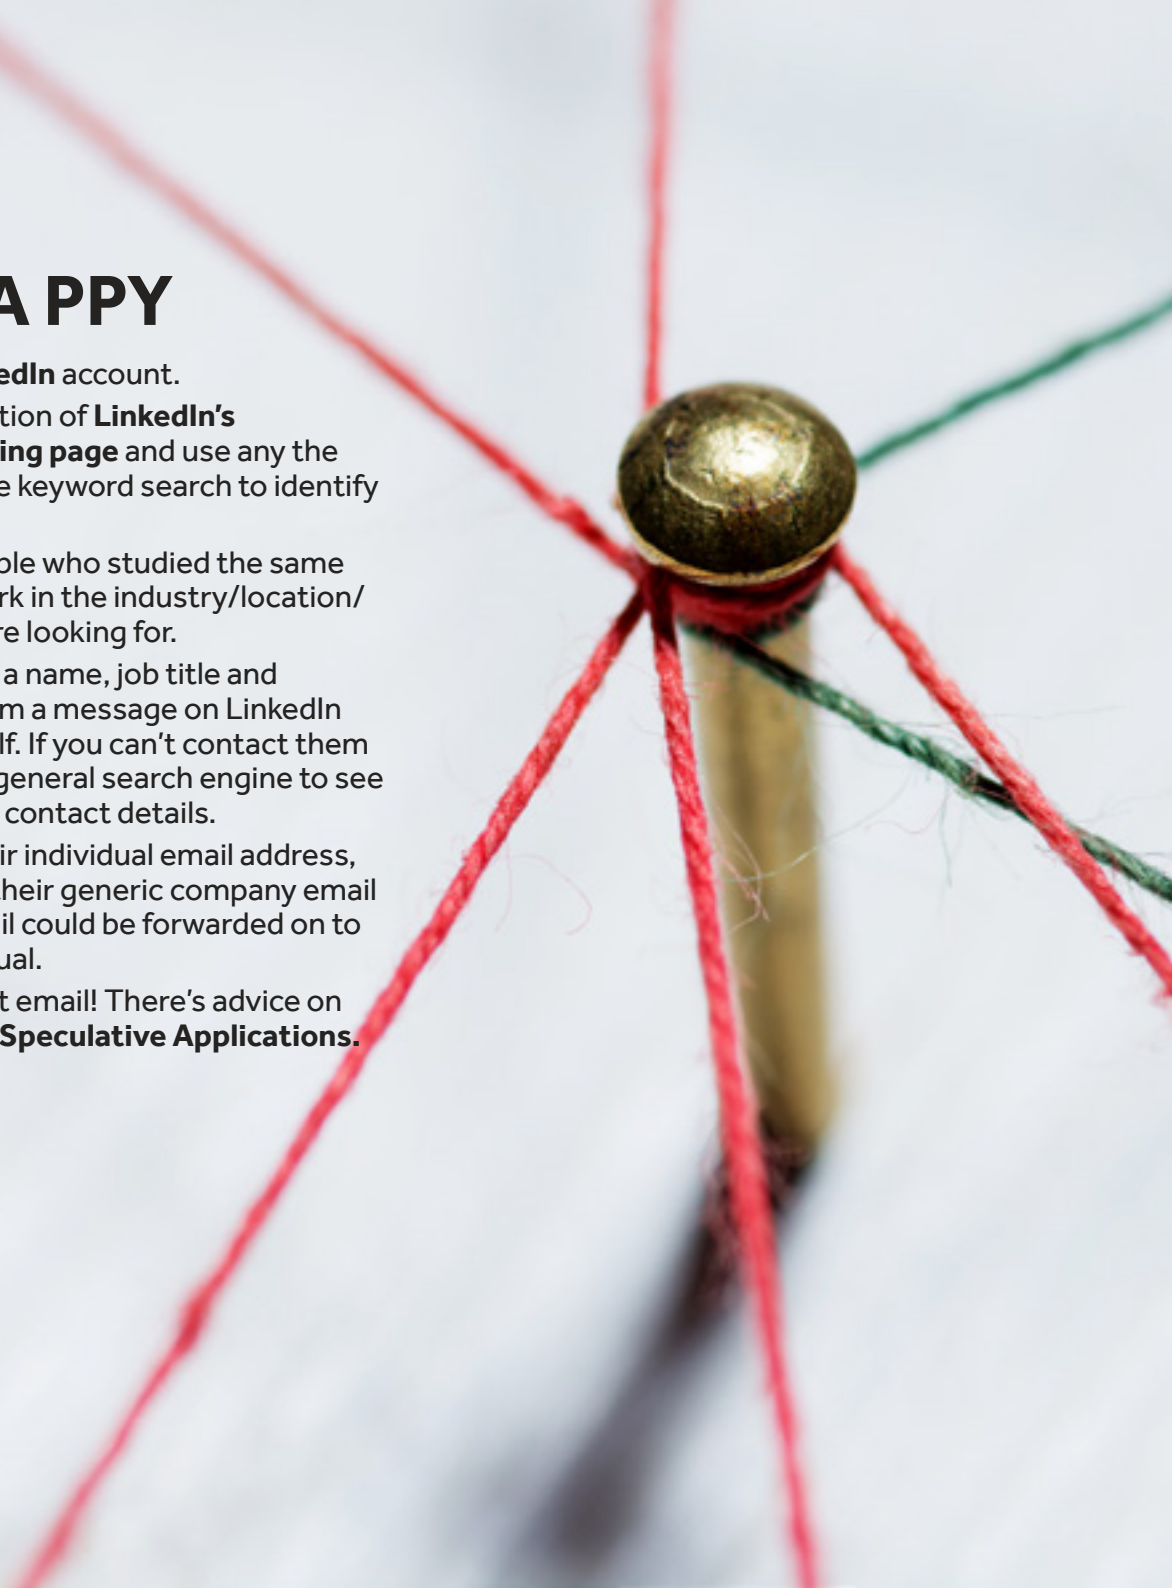 A PPY
edIn account.
tion of LinkedIn's
ing page and use any the
e keyword search to identify
ple who studied the same
rk in the industry/location/
re looking for.
a name, job title and
m a message on LinkedIn
lf. If you can't contact them
general search engine to see
contact details.
ir individual email address,
their generic company email
il could be forwarded on to
ual.
t email! There's advice on
Speculative Applications.